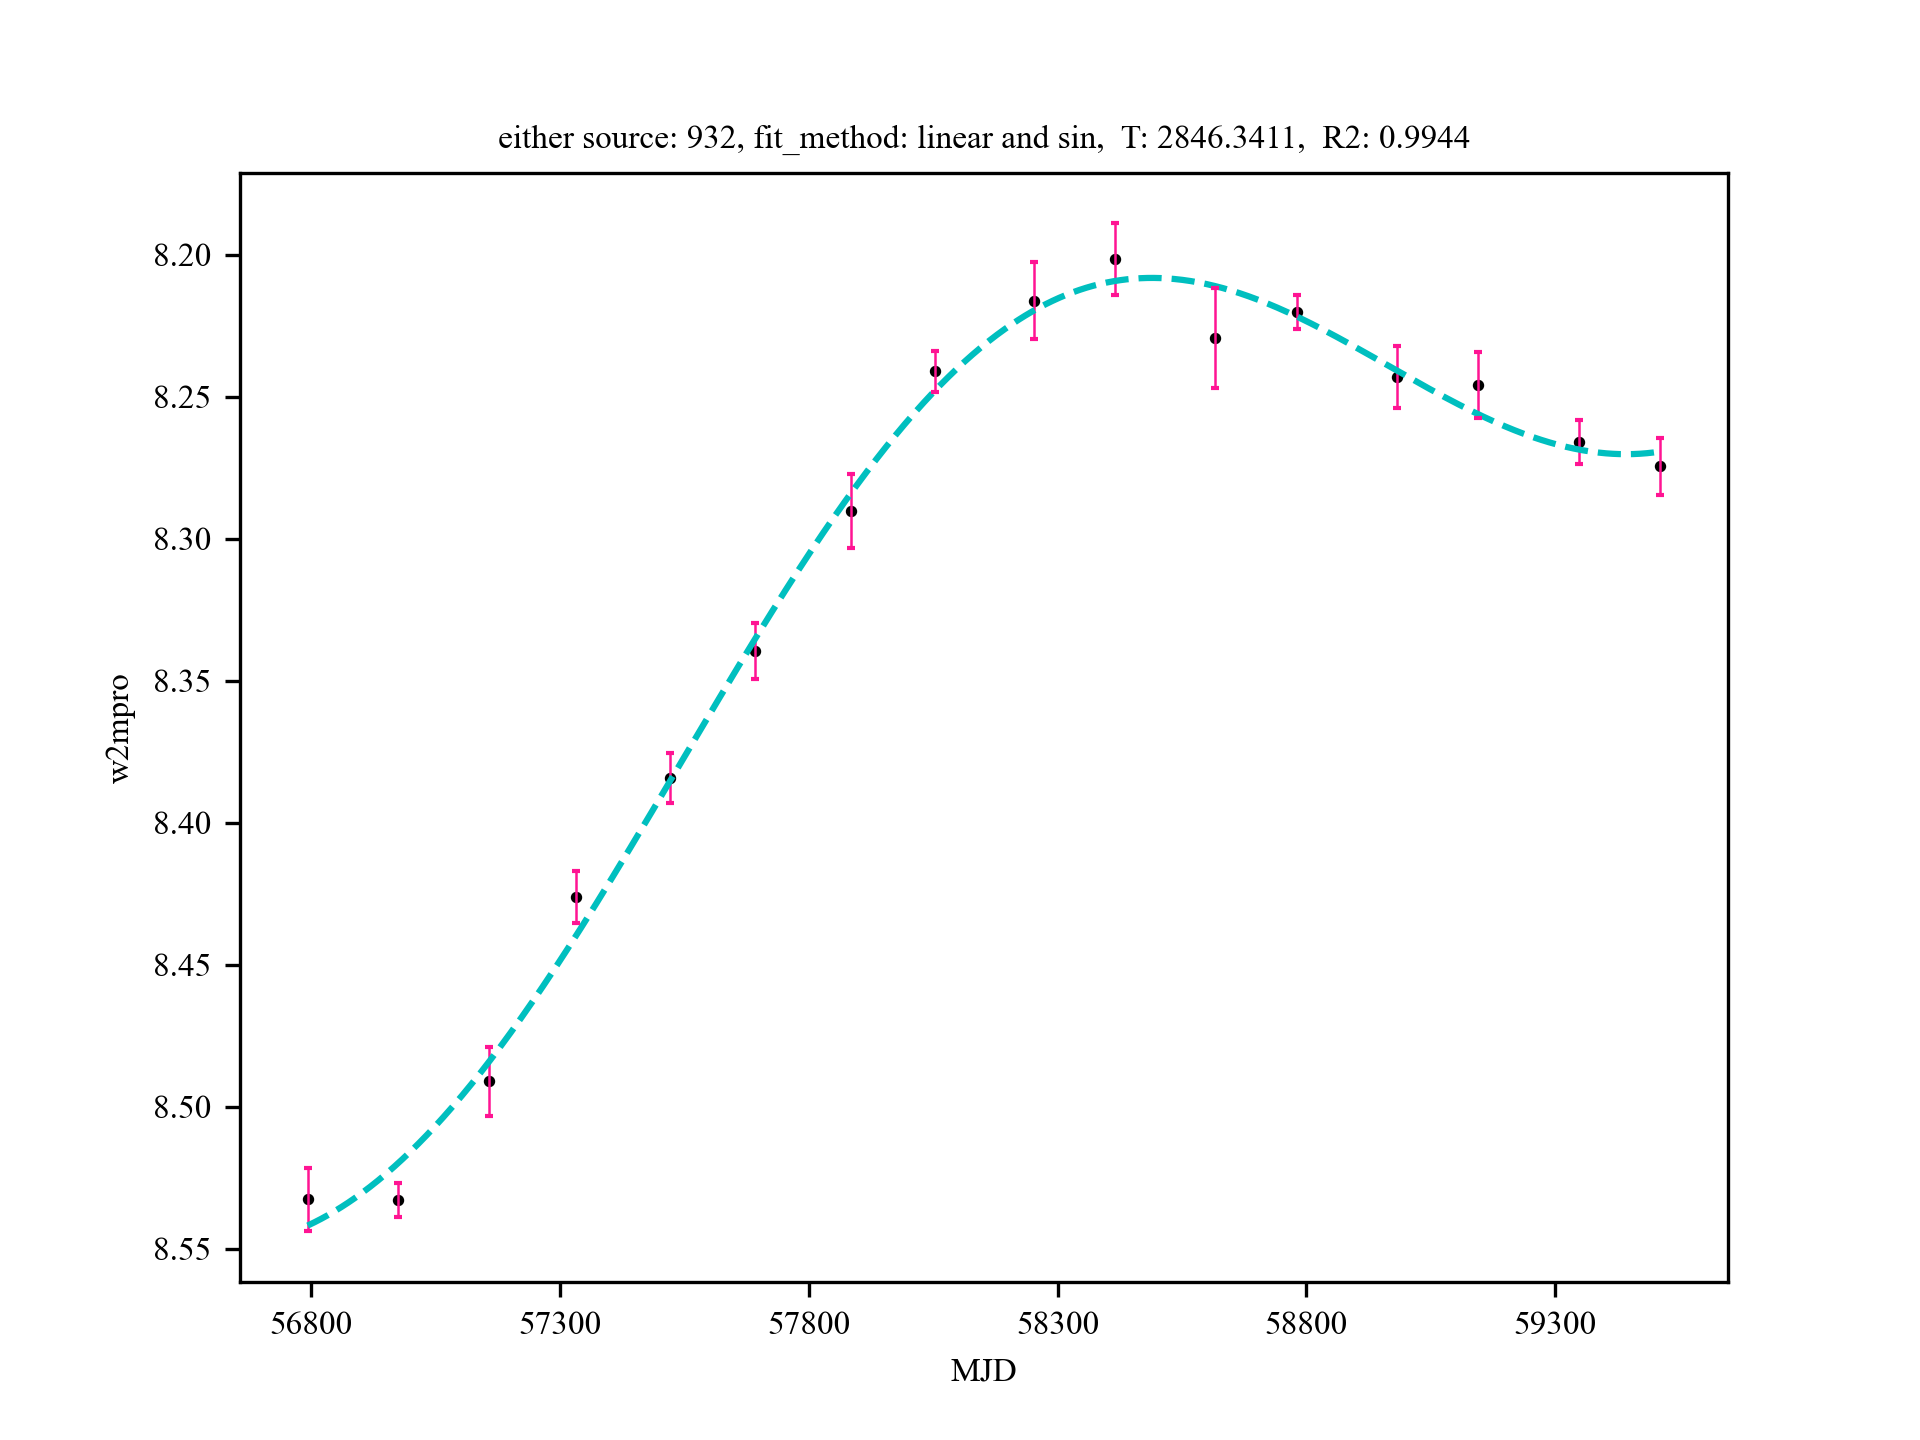 either source: 932, fit_method: linear and sin,  T: 2846.3411,  R2: 0.9944
8.20
8.25
8.30
8.35
8.40
8.45
8.50
8.55
w2mpro
56800 57300 57800 58300 58800 59300
MJD